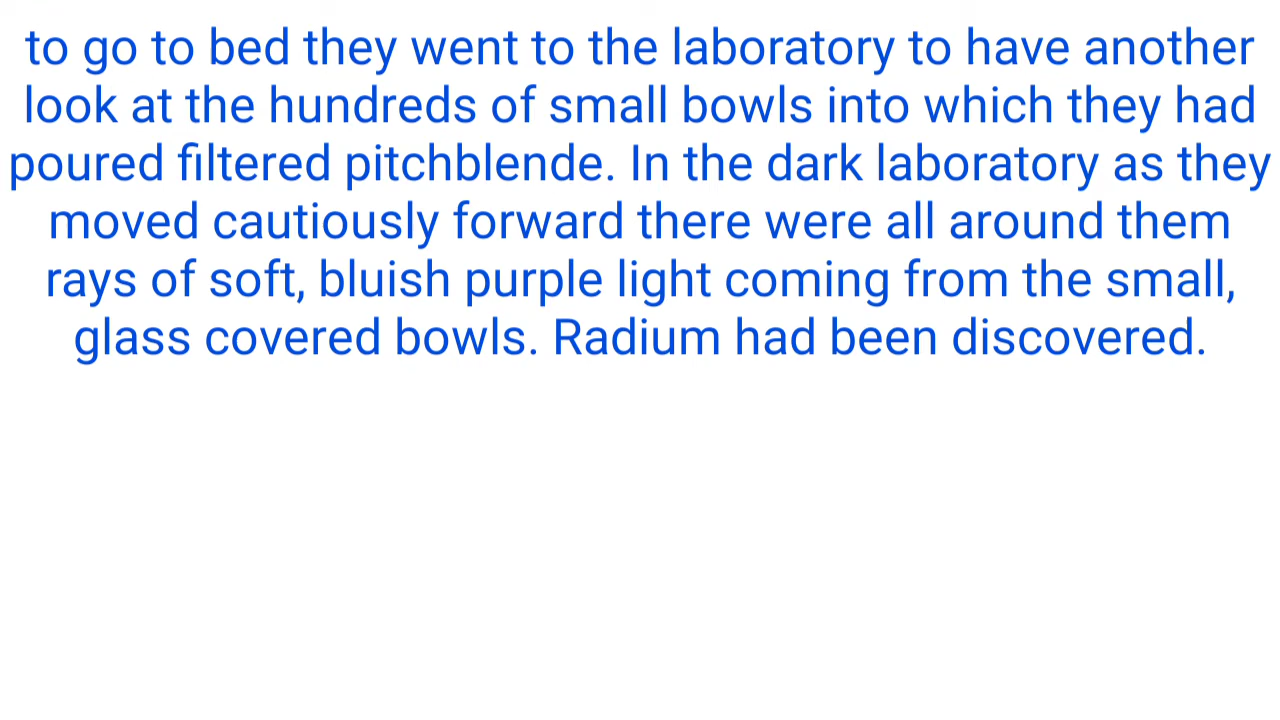 to go to bed they went to the laboratory to have another
look at the hundreds of small bowls into which they had
poured filtered pitchblende. In the dark laboratory as they
moved cautiously forward there were all around them
rays of soft, bluish purple light coming from the small,
glass covered bowls. Radium had been discovered.